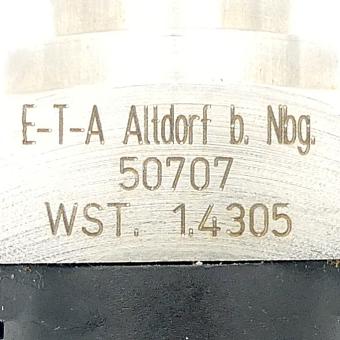 E-T-A Altdorf b. Nbg.
50707
WST. 1.4305